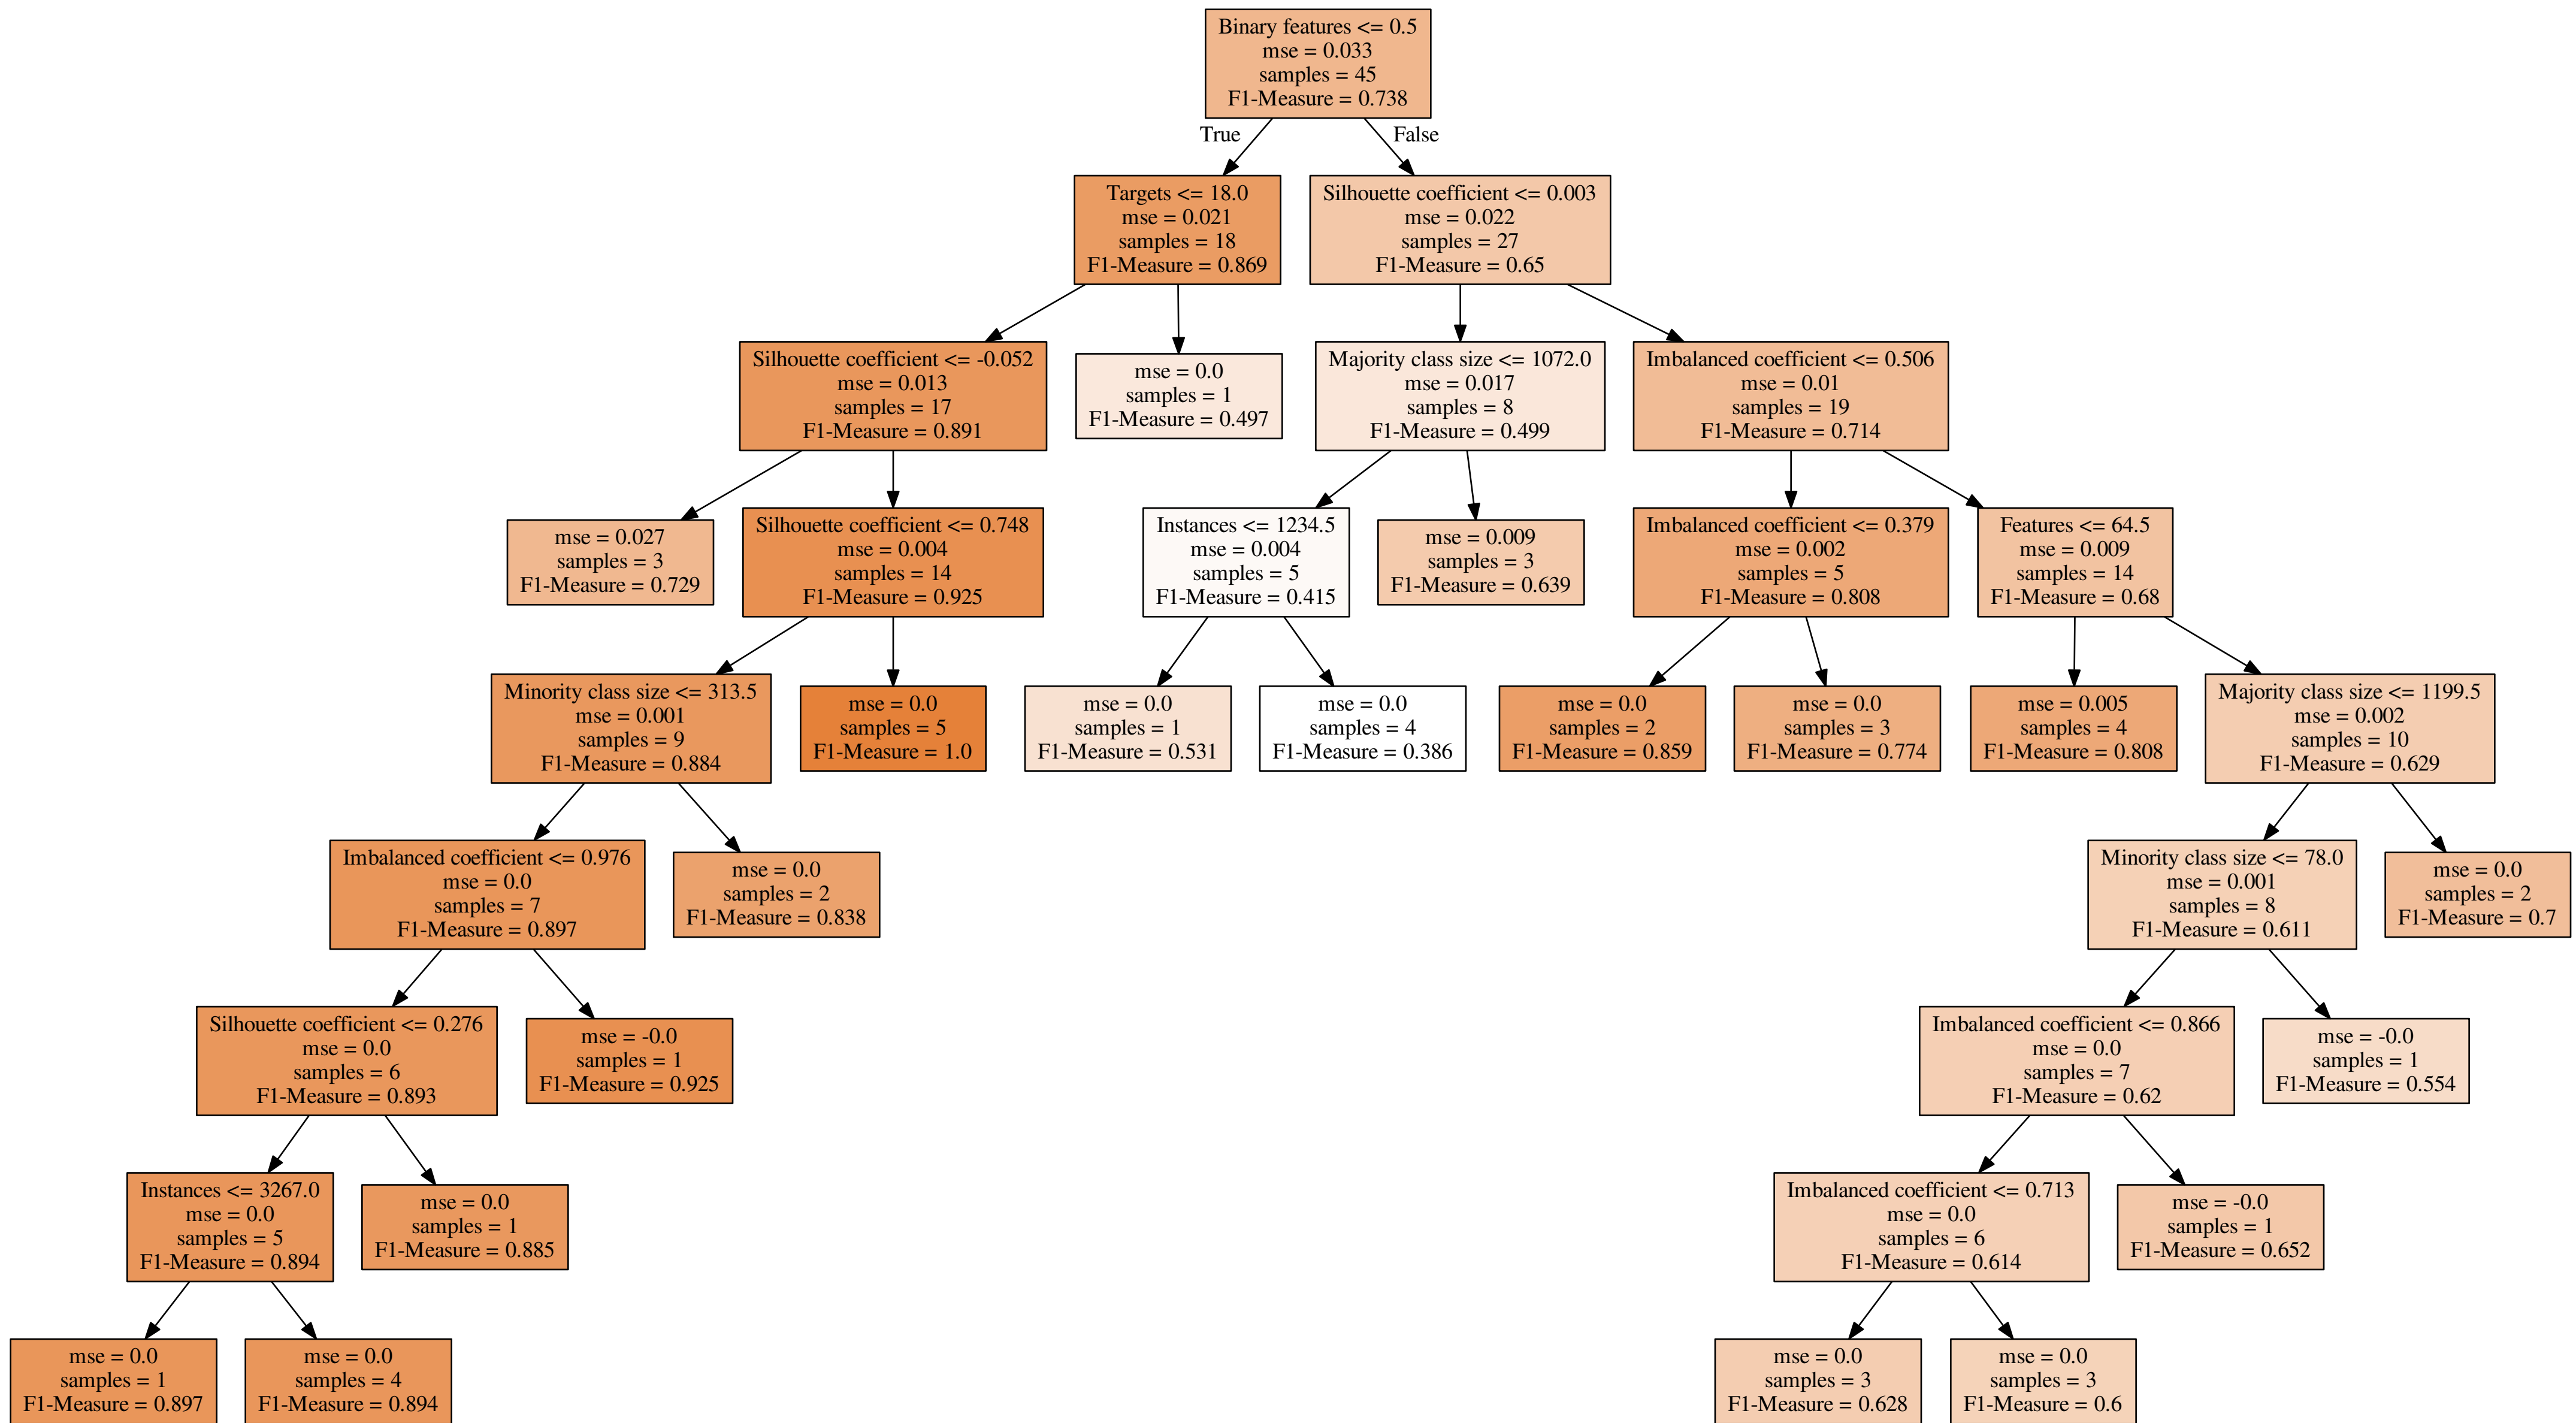 Binary features <= 0.5
mse = 0.033
samples = 45
F1-Measure = 0.738
True
False
Targets <= 18.0
mse = 0.021
samples = 18
F1-Measure = 0.869
Silhouette coefficient <= 0.003
mse = 0.022
samples = 27
F1-Measure = 0.65
Silhouette coefficient <= -0.052
mse = 0.013
samples = 17
F1-Measure = 0.891
mse = 0.0
samples = 1
F1-Measure = 0.497
Majority class size <= 1072.0
mse = 0.017
samples = 8
F1-Measure = 0.499
Imbalanced coefficient <= 0.506
mse = 0.01
samples = 19
F1-Measure = 0.714
mse = 0.027
samples = 3
F1-Measure = 0.729
Silhouette coefficient <= 0.748
mse = 0.004
samples = 14
F1-Measure = 0.925
Instances <= 1234.5
mse = 0.004
samples = 5
F1-Measure = 0.415
mse = 0.009
samples = 3
F1-Measure = 0.639
Imbalanced coefficient <= 0.379
mse = 0.002
samples = 5
F1-Measure = 0.808
Features <= 64.5
mse = 0.009
samples = 14
F1-Measure = 0.68
Minority class size <= 313.5
mse = 0.001
samples = 9
F1-Measure = 0.884
mse = 0.0
samples = 5
F1-Measure = 1.0
mse = 0.0
samples = 1
F1-Measure = 0.531
mse = 0.0
samples = 4
F1-Measure = 0.386
mse = 0.0
samples = 2
F1-Measure = 0.859
mse = 0.0
samples = 3
F1-Measure = 0.774
mse = 0.005
samples = 4
F1-Measure = 0.808
Majority class size <= 1199.5
mse = 0.002
samples = 10
F1-Measure = 0.629
Imbalanced coefficient <= 0.976
mse = 0.0
samples = 7
F1-Measure = 0.897
mse = 0.0
samples = 2
F1-Measure = 0.838
Minority class size <= 78.0
mse = 0.001
samples = 8
F1-Measure = 0.611
mse = 0.0
samples = 2
F1-Measure = 0.7
Silhouette coefficient <= 0.276
mse = 0.0
samples = 6
F1-Measure = 0.893
mse = -0.0
samples = 1
F1-Measure = 0.925
Imbalanced coefficient <= 0.866
mse = 0.0
samples = 7
F1-Measure = 0.62
mse = -0.0
samples = 1
F1-Measure = 0.554
Instances <= 3267.0
mse = 0.0
samples = 5
F1-Measure = 0.894
mse = 0.0
samples = 1
F1-Measure = 0.885
Imbalanced coefficient <= 0.713
mse = 0.0
samples = 6
F1-Measure = 0.614
mse = -0.0
samples = 1
F1-Measure = 0.652
mse = 0.0
samples = 1
F1-Measure = 0.897
mse = 0.0
samples = 4
F1-Measure = 0.894
mse = 0.0
samples = 3
F1-Measure = 0.628
mse = 0.0
samples = 3
F1-Measure = 0.6